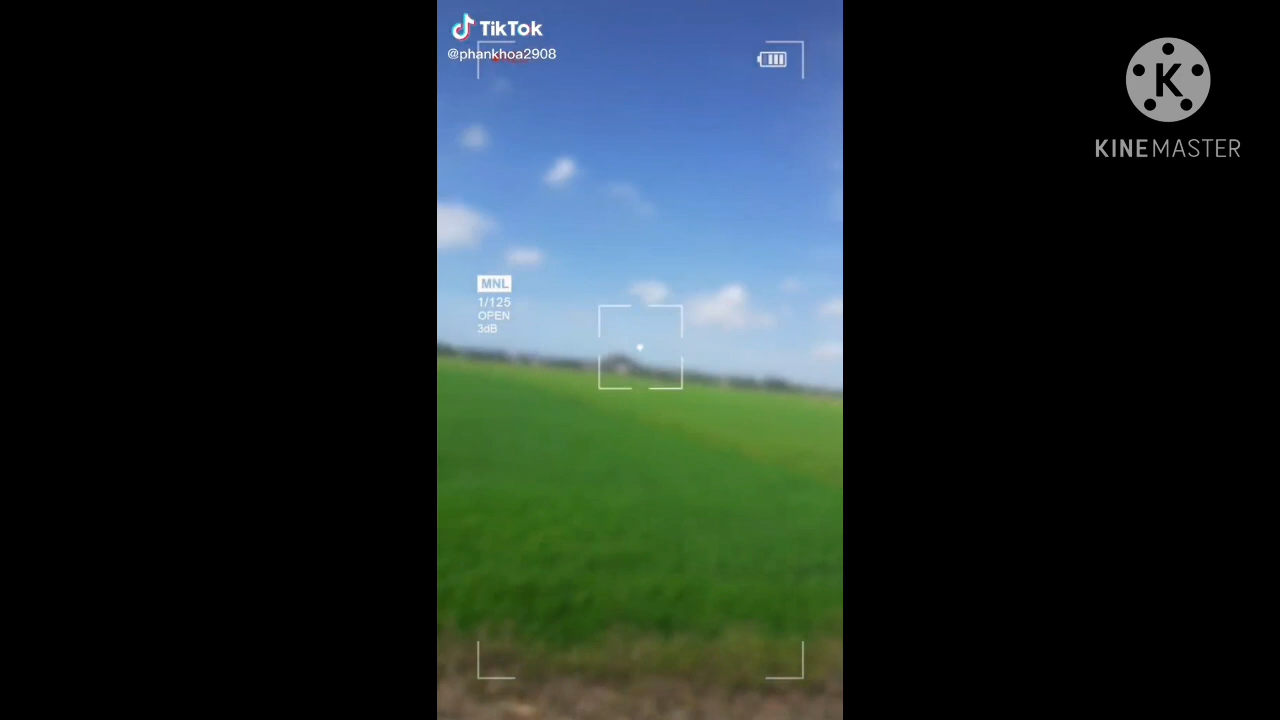 TikTok
@phankhoa2908
K
KINEMASTER
MNL
1/125
OPEN
3dB